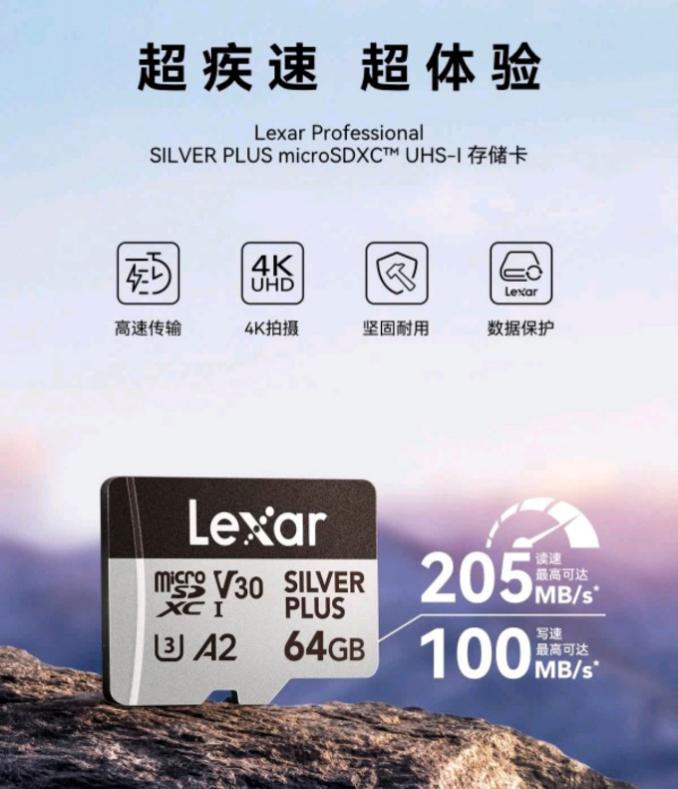 超疾速 超体验
Lexar Professional
SILVER PLUS microSDXC™ UHS-I 存储卡
4K
UHD
Lexar
高速传输
4K拍摄
坚固耐用
数据保护
Lexar
micro
SD
XC I
V30
SILVER
PLUS
3 A2
64GB
205 读速
最高可达
MB/s*
100 写速
最高可达
MB/s*